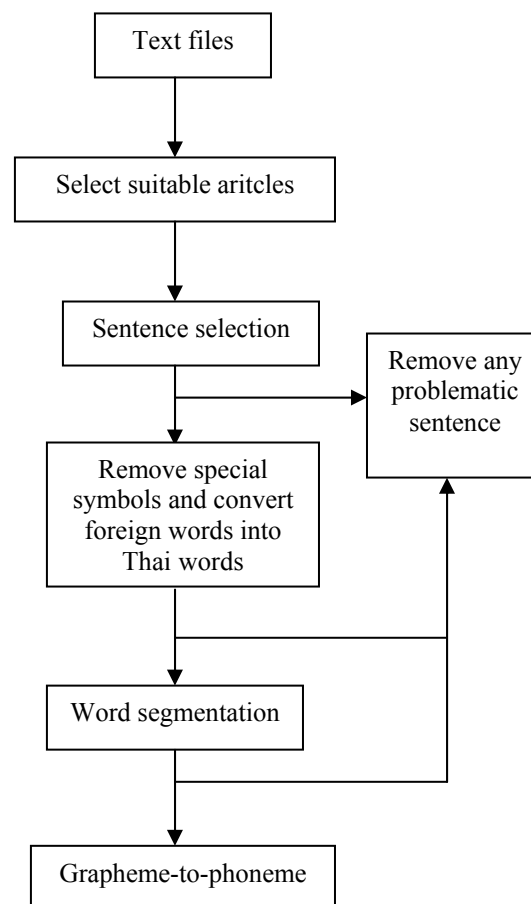 Text files
Select suitable aritcles
Sentence selection
Remove any
problematic
sentence
Remove special
symbols and convert
foreign words into
Thai words
Word segmentation
Grapheme-to-phoneme